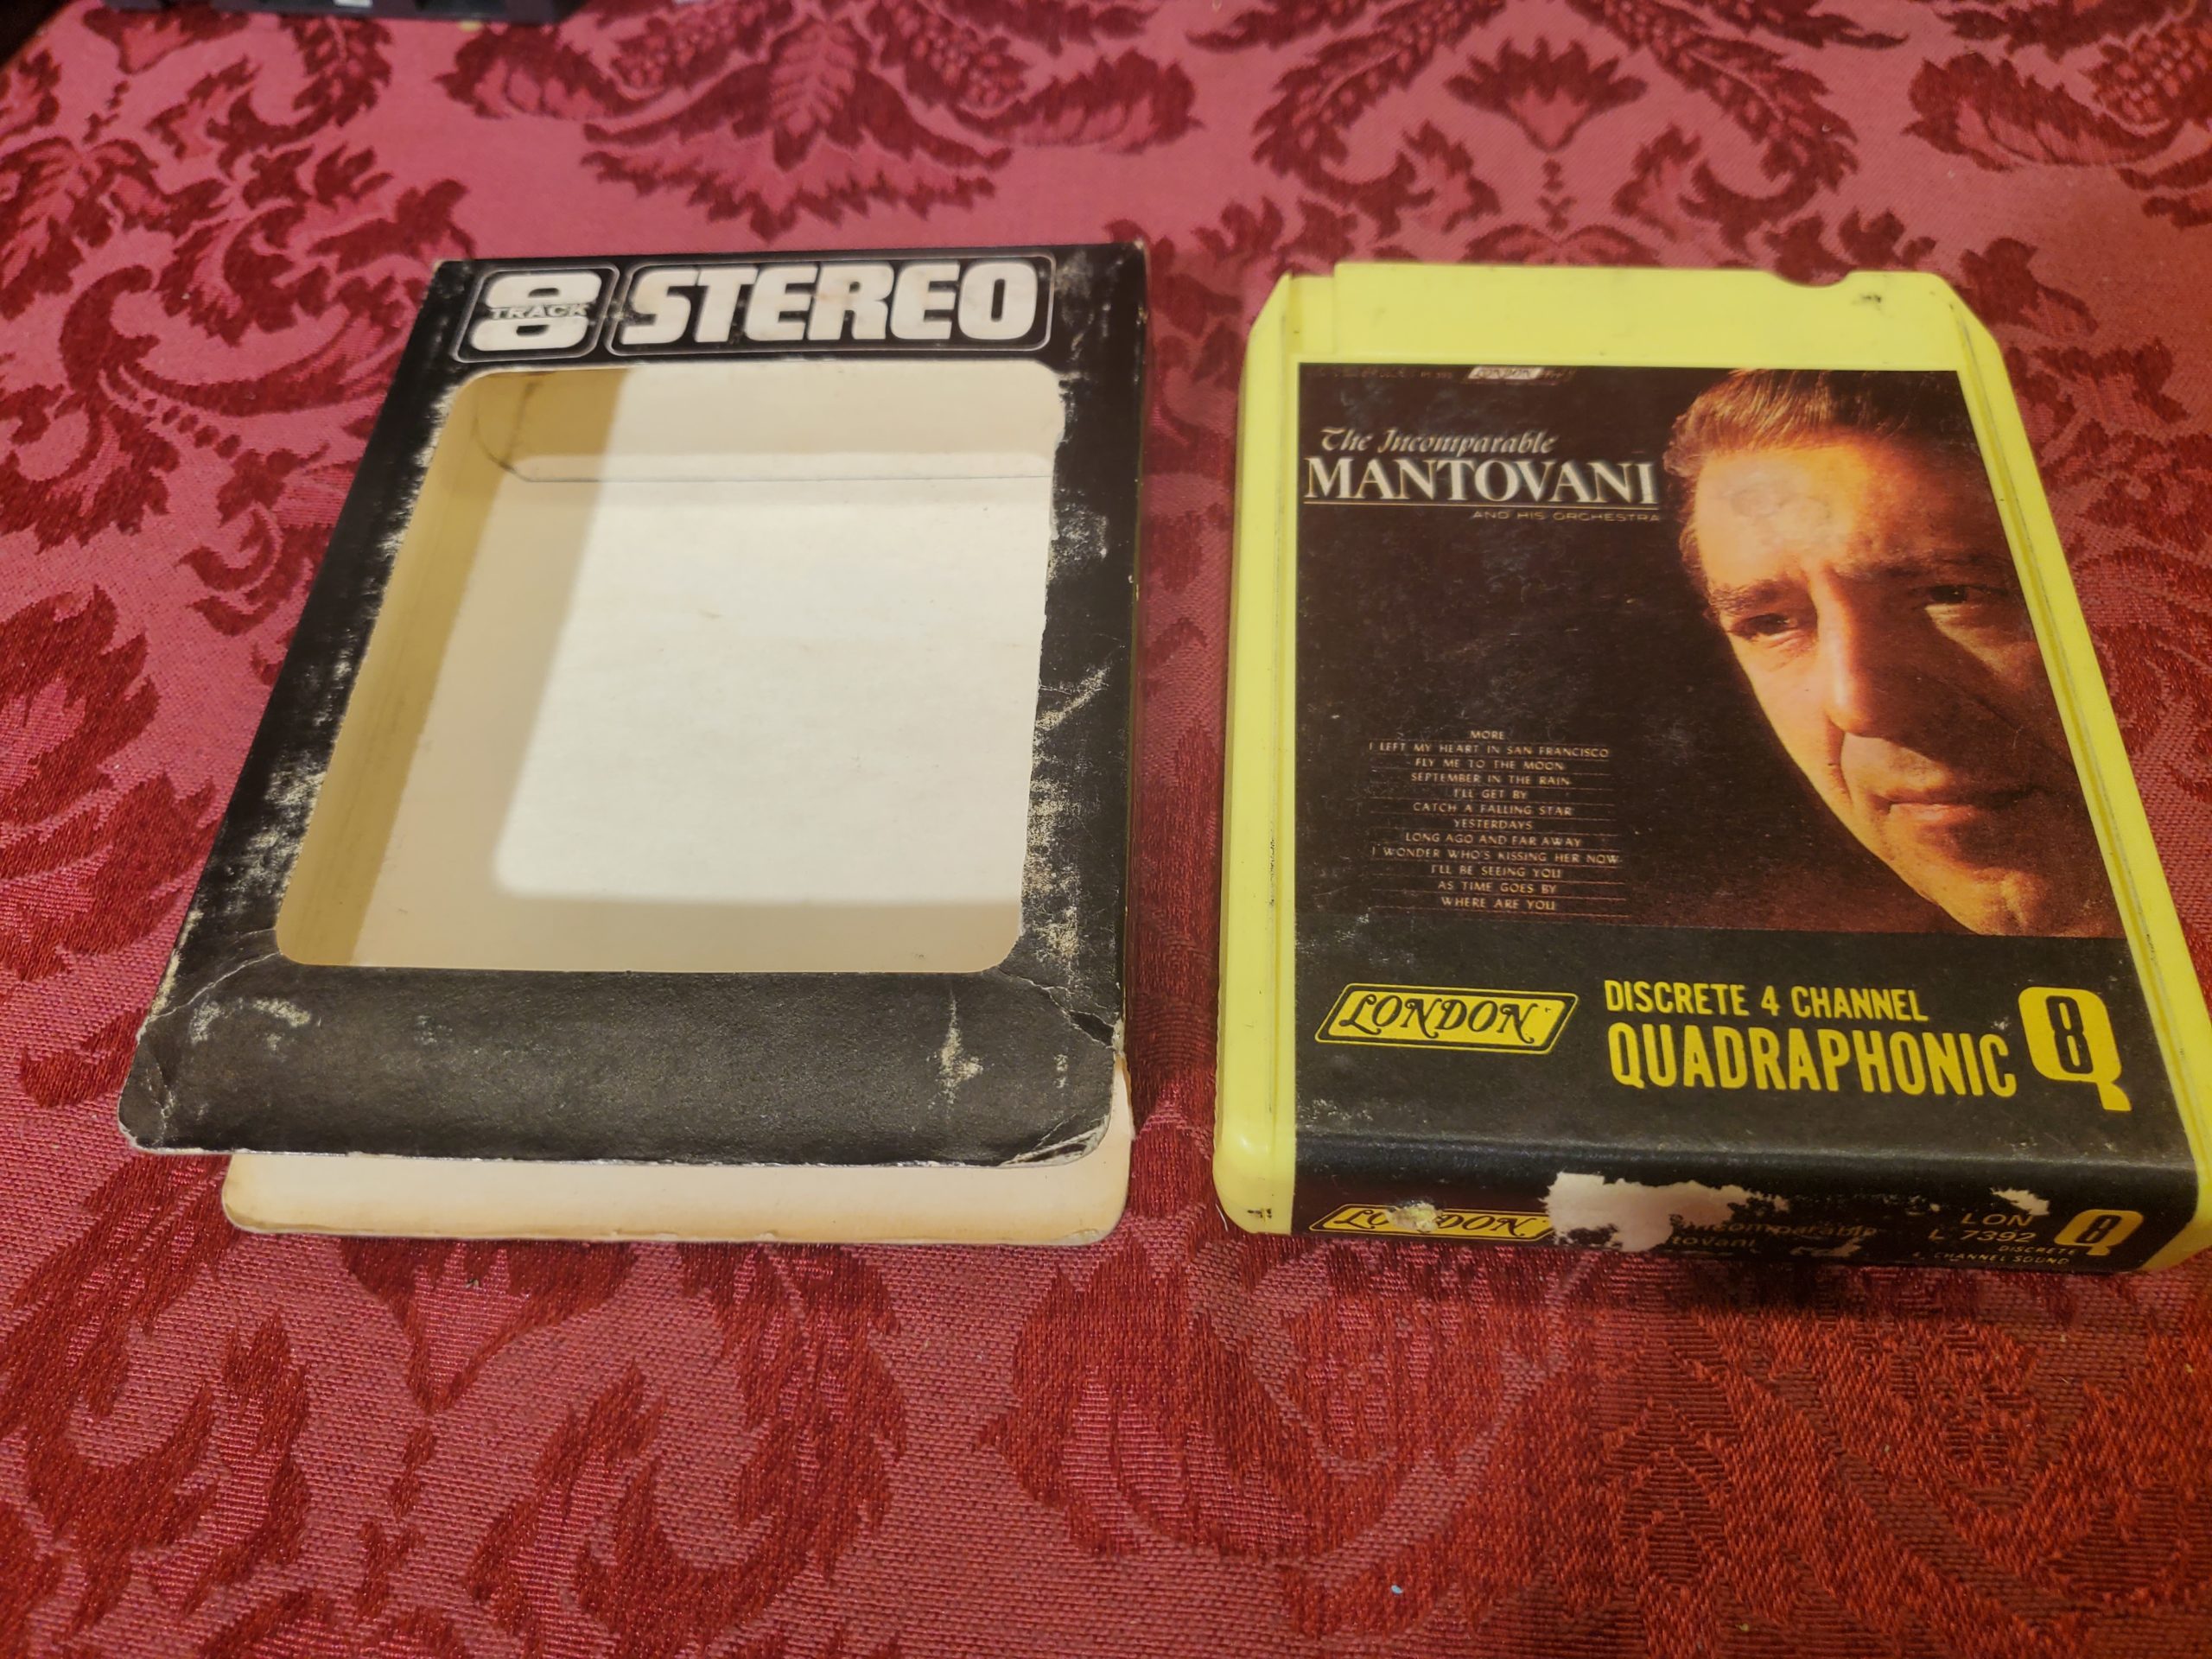 8 TRACK STEREO
LONDON
The Incomparable
MANTOVANI
AND HIS ORCHESTRA
MORE
I LEFT MY HEART IN SAN FRANCISCO
FLY ME TO THE MOON
SEPTEMBER IN THE RAIN
I'LL GET BY
CATCH A FALLING STAR
YESTERDAYS
LONG AGO AND FAR AWAY
I WONDER WHO'S KISSING HER NOW
I'LL BE SEEING YOU
AS TIME GOES BY
WHERE ARE YOU
LONDON
DISCRETE 4 CHANNEL
QUADRAPHONIC Q8
LONDON
LON
L 7392
Q8
DISCRETE
4 CHANNEL SOUND